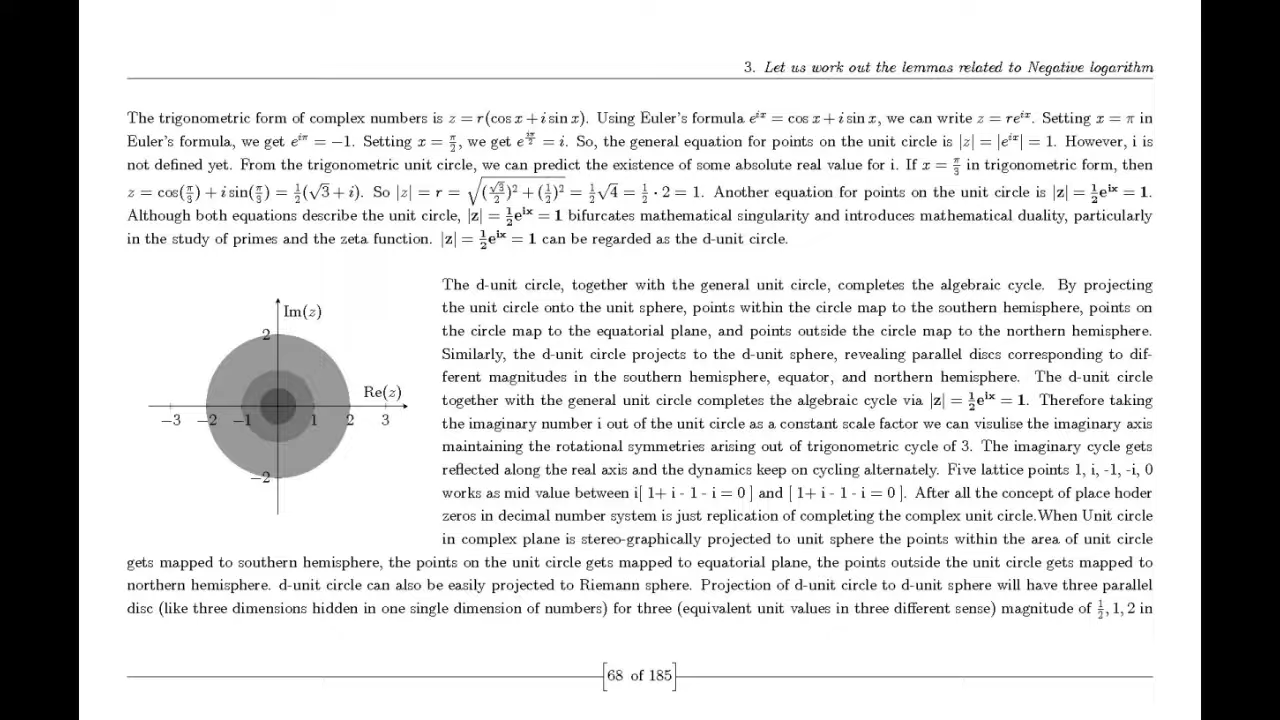 3. Let us work out the lemmas related to Negative logarithm
The trigonometric form of complex numbers is z = r(cos x + i sin x). Using Euler's formula e^{ix} = cos x + i sin x, we can write z = re^{ix}. Setting x = π in
Euler's formula, we get e^{iπ} = −1. Setting x = π/2, we get e^{iπ/2} = i. So, the general equation for points on the unit circle is |z| = |e^{ix}| = 1. However, i is
not defined yet. From the trigonometric unit circle, we can predict the existence of some absolute real value for i. If x = π/3 in trigonometric form, then
z = cos(π/3) + i sin(π/3) = 1/2(√3 + i). So |z| = r = √((√3/2)^2 + (1/2)^2) = 1/2√4 = 1/2 · 2 = 1. Another equation for points on the unit circle is |z| = 1/2e^{ix} = 1.
Although both equations describe the unit circle, |z| = 1/2e^{ix} = 1 bifurcates mathematical singularity and introduces mathematical duality, particularly
in the study of primes and the zeta function. |z| = 1/2e^{ix} = 1 can be regarded as the d-unit circle.
Im(z)
2
Re(z)
−3 −2 −1 1 2 3
−2
The d-unit circle, together with the general unit circle, completes the algebraic cycle. By projecting
the unit circle onto the unit sphere, points within the circle map to the southern hemisphere, points on
the circle map to the equatorial plane, and points outside the circle map to the northern hemisphere.
Similarly, the d-unit circle projects to the d-unit sphere, revealing parallel discs corresponding to dif-
ferent magnitudes in the southern hemisphere, equator, and northern hemisphere. The d-unit circle
together with the general unit circle completes the algebraic cycle via |z| = 1/2e^{ix} = 1. Therefore taking
the imaginary number i out of the unit circle as a constant scale factor we can visulise the imaginary axis
maintaining the rotational symmetries arising out of trigonometric cycle of 3. The imaginary cycle gets
reflected along the real axis and the dynamics keep on cycling alternately. Five lattice points 1, i, -1, -i, 0
works as mid value between i[ 1+ i - 1 - i = 0 ] and [ 1+ i - 1 - i = 0 ]. After all the concept of place hoder
zeros in decimal number system is just replication of completing the complex unit circle.When Unit circle
in complex plane is stereo-graphically projected to unit sphere the points within the area of unit circle
gets mapped to southern hemisphere, the points on the unit circle gets mapped to equatorial plane, the points outside the unit circle gets mapped to
northern hemisphere. d-unit circle can also be easily projected to Riemann sphere. Projection of d-unit circle to d-unit sphere will have three parallel
disc (like three dimensions hidden in one single dimension of numbers) for three (equivalent unit values in three different sense) magnitude of 1/2, 1, 2 in
[68 of 185]